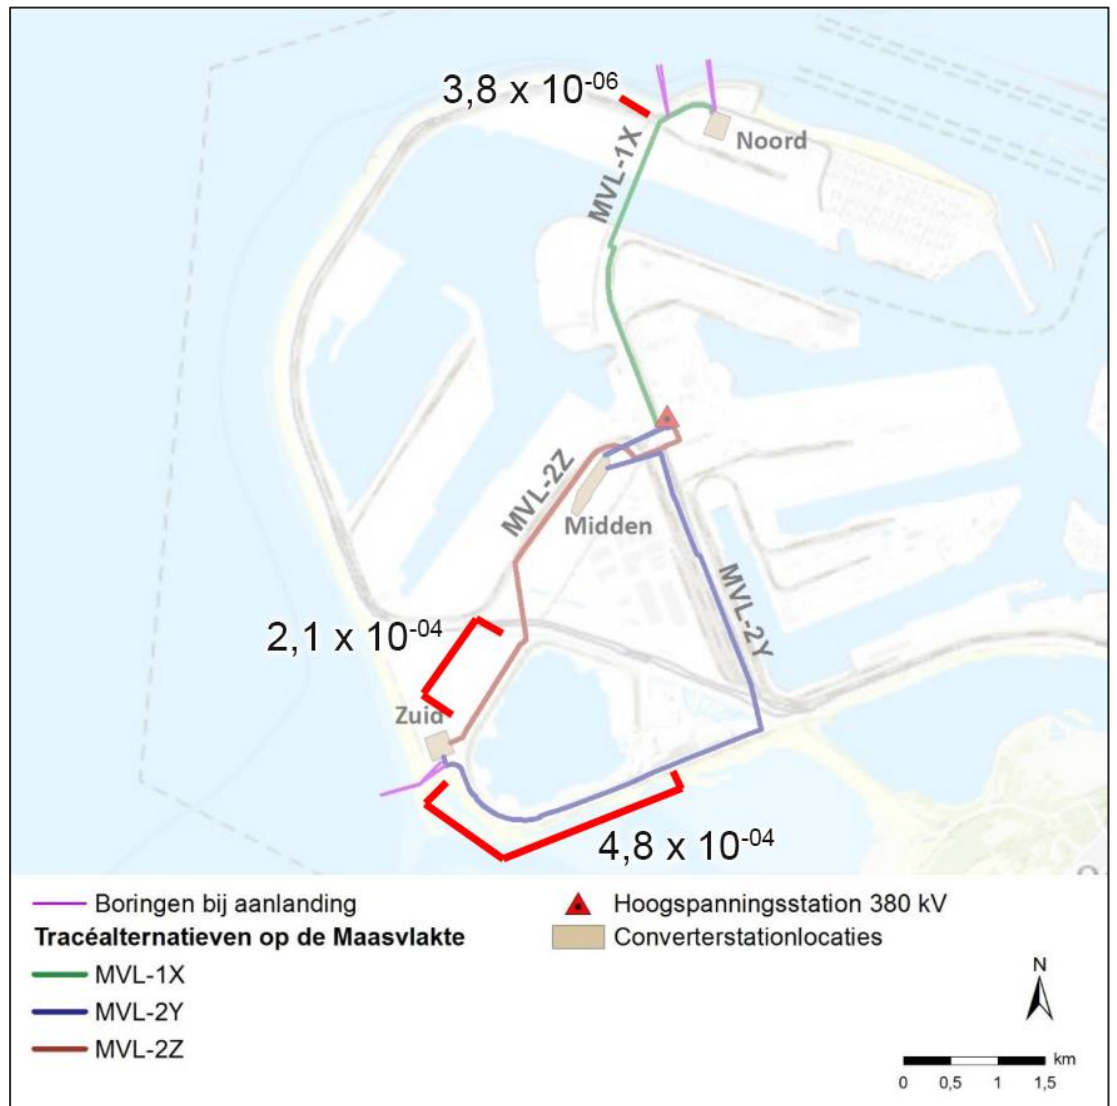 3,8 x 10⁻⁰⁶
Noord
MVL-1X
MVL-2Z
Midden
MVL-2Y
2,1 x 10⁻⁰⁴
Zuid
4,8 x 10⁻⁰⁴
Boringen bij aanlanding
Tracéalternatieven op de Maasvlakte
MVL-1X
MVL-2Y
MVL-2Z
Hoogspanningsstation 380 kV
Converterstationlocaties
N
km
0 0,5 1 1,5